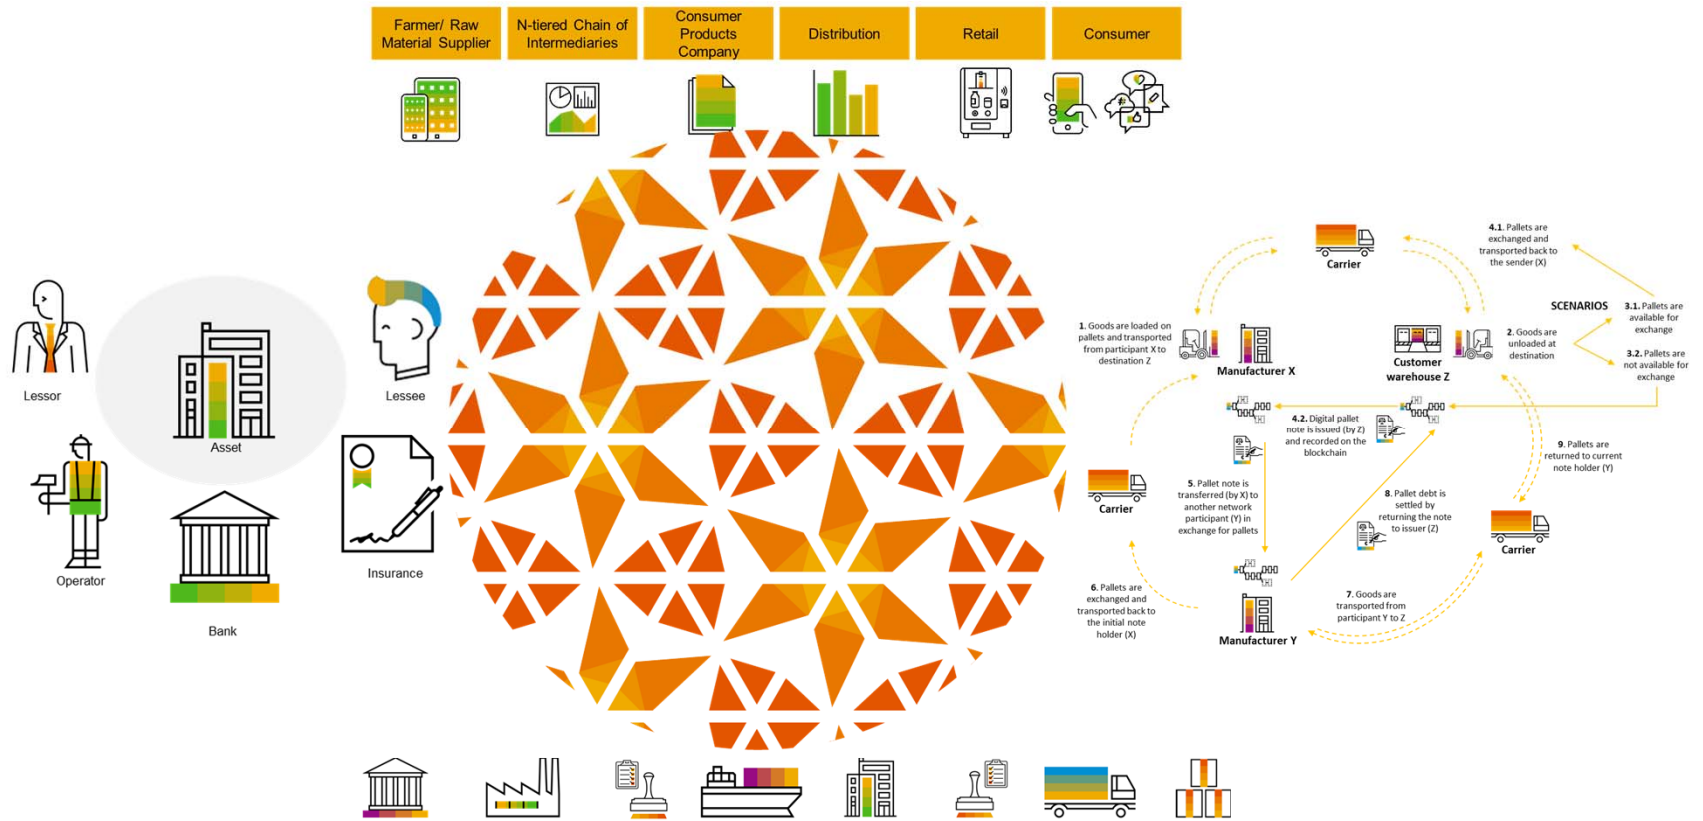 Farmer/ Raw
Material Supplier
N-tiered Chain of
Intermediaries
Consumer
Products
Company
Distribution
Retail
Consumer
Lessor
Asset
Lessee
Operator
Bank
Insurance
Carrier
4.1. Pallets are
exchanged and
transported back to
the sender (X)
SCENARIOS
3.1. Pallets are
available for
exchange
1. Goods are loaded on
pallets and transported
from participant X to
destination Z
Manufacturer X
Customer
warehouse Z
2. Goods are
unloaded at
destination
3.2. Pallets are
not available for
exchange
4.2. Digital pallet
note is issued (by Z)
and recorded on the
blockchain
9. Pallets are
returned to current
note holder (Y)
Carrier
5. Pallet note is
transferred (by X) to
another network
participant (Y) in
exchange for pallets
8. Pallet debt is
settled by
returning the note
to issuer (Z)
Carrier
6. Pallets are
exchanged and
transported back to
the initial note
holder (X)
Manufacturer Y
7. Goods are
transported from
participant Y to Z